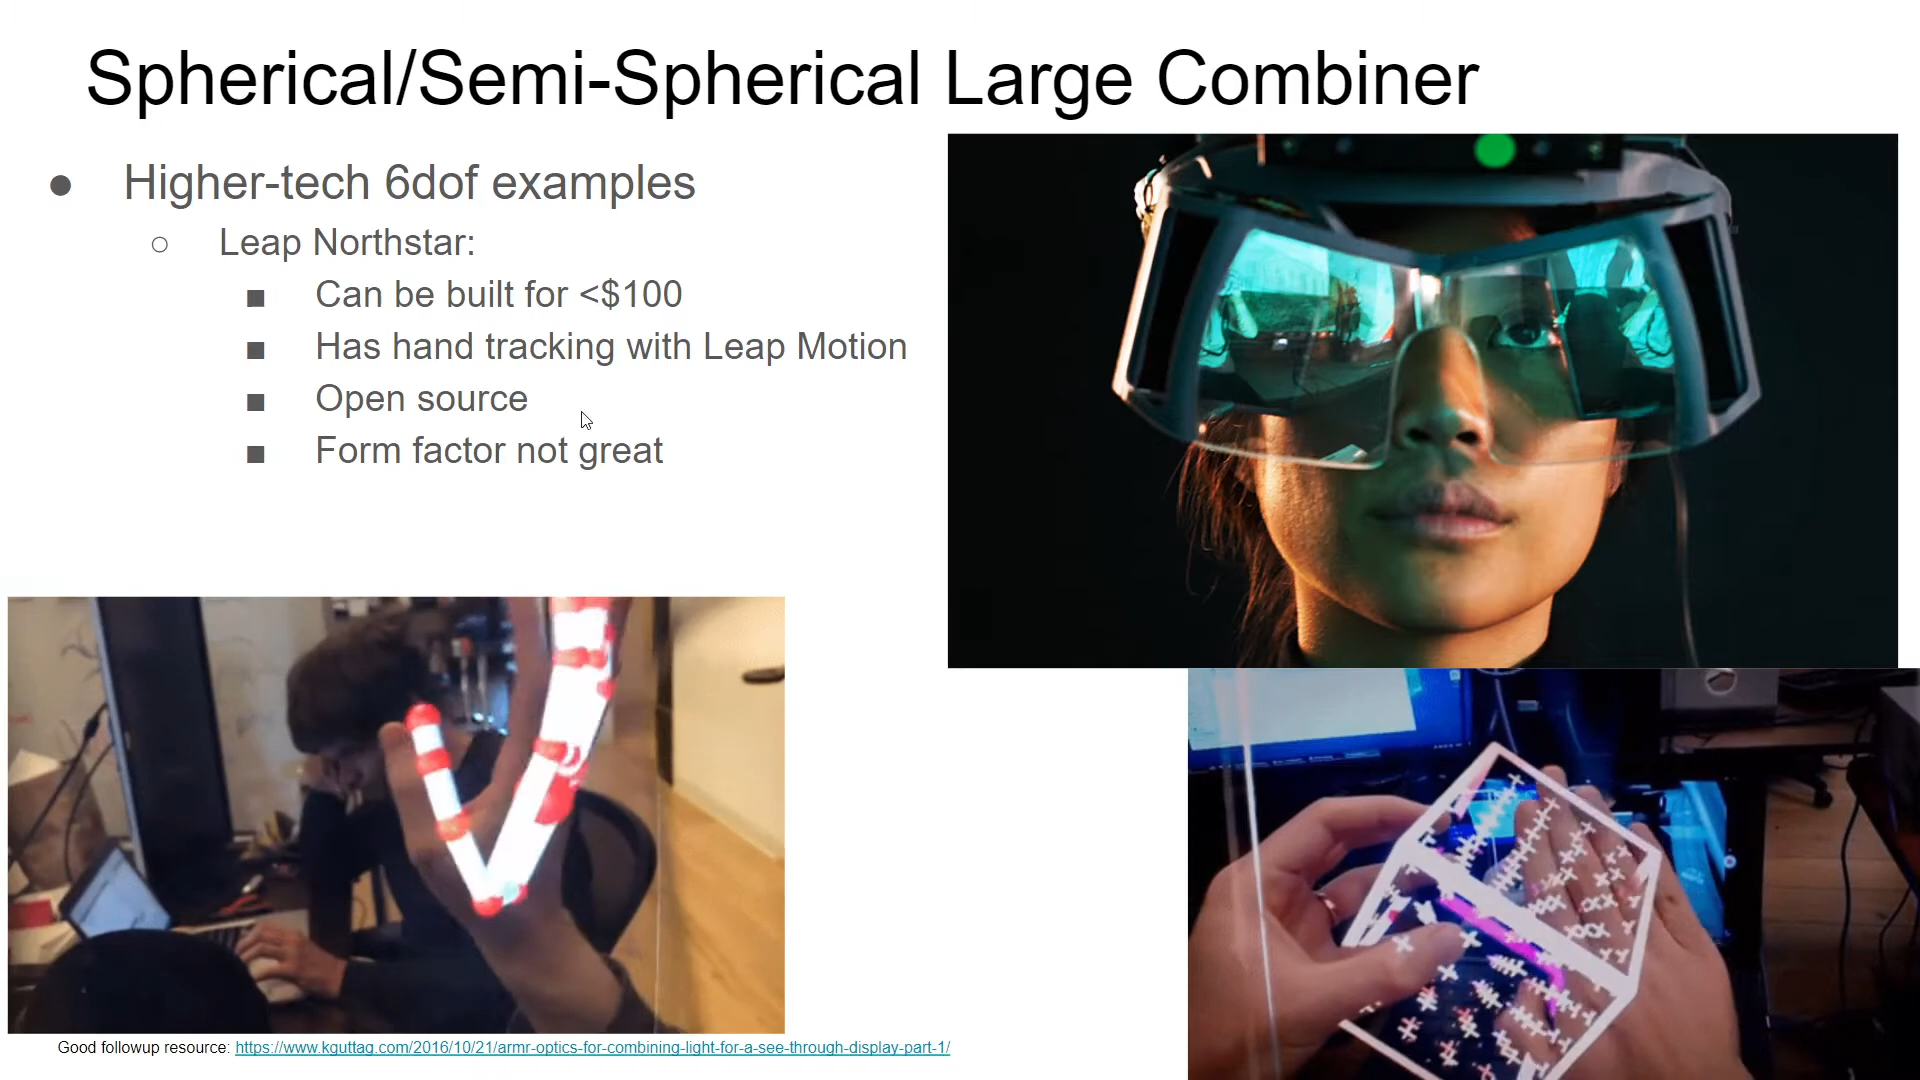 Spherical/Semi-Spherical Large Combiner
● Higher-tech 6dof examples
○ Leap Northstar:
■ Can be built for <$100
■ Has hand tracking with Leap Motion
■ Open source
■ Form factor not great
Good followup resource: https://www.kguttag.com/2016/10/21/armr-optics-for-combining-light-for-a-see-through-display-part-1/